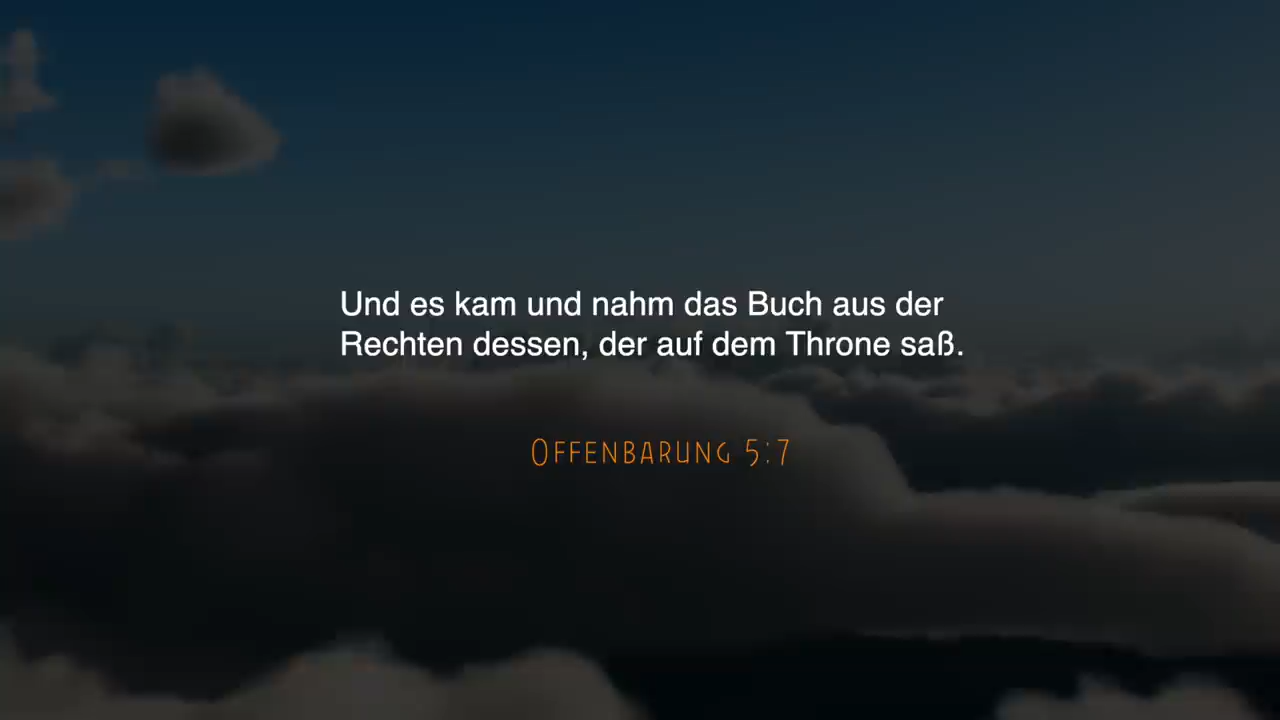 Und es kam und nahm das Buch aus der
Rechten dessen, der auf dem Throne saß.
Offenbarung 5:7